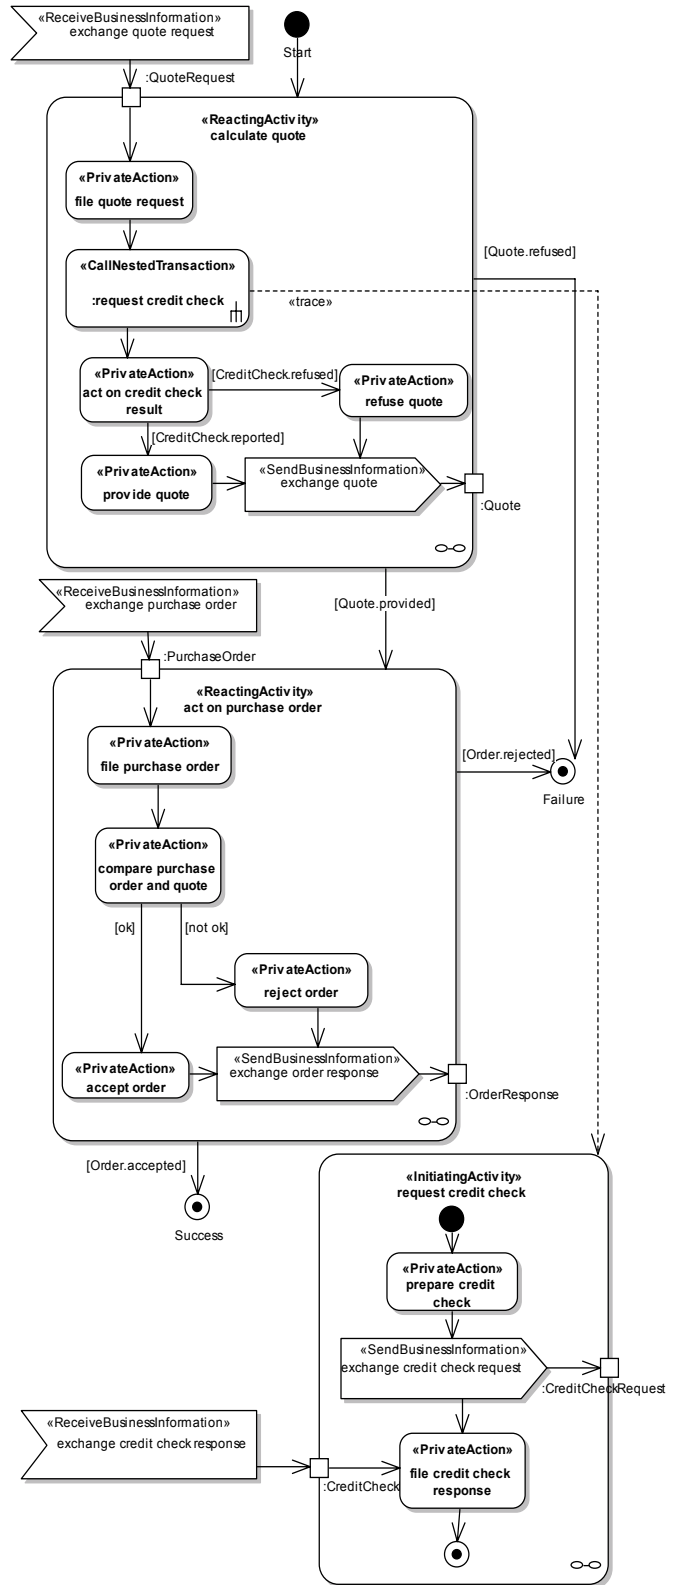 «ReceiveBusinessInformation»
exchange quote request
Start
:QuoteRequest
«ReactingActivity»
calculate quote
«PrivateAction»
file quote request
[Quote.refused]
«CallNestedTransaction»
:request credit check
«trace»
«PrivateAction»
act on credit check
result
[CreditCheck.refused]
«PrivateAction»
refuse quote
[CreditCheck.reported]
«PrivateAction»
provide quote
«SendBusinessInformation»
exchange quote
:Quote
«ReceiveBusinessInformation»
exchange purchase order
[Quote.provided]
:PurchaseOrder
«ReactingActivity»
act on purchase order
«PrivateAction»
file purchase order
[Order.rejected]
Failure
«PrivateAction»
compare purchase
order and quote
[ok]
[not ok]
«PrivateAction»
reject order
«PrivateAction»
accept order
«SendBusinessInformation»
exchange order response
:OrderResponse
[Order.accepted]
Success
«InitiatingActivity»
request credit check
«PrivateAction»
prepare credit
check
«SendBusinessInformation»
exchange credit check request
:CreditCheckRequest
«ReceiveBusinessInformation»
exchange credit check response
:CreditCheck
«PrivateAction»
file credit check
response